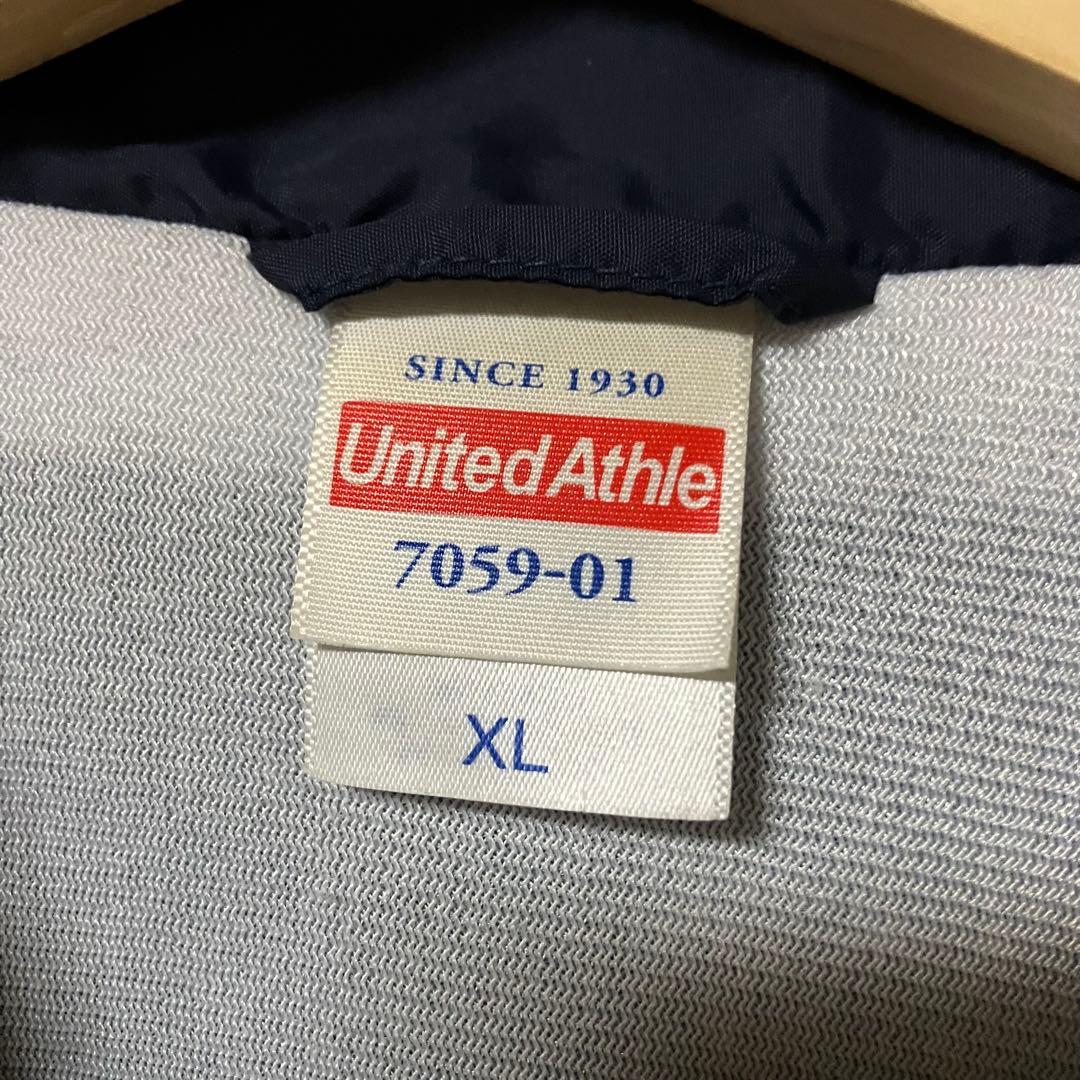 SINCE 1930
United Athle
7059-01
XL